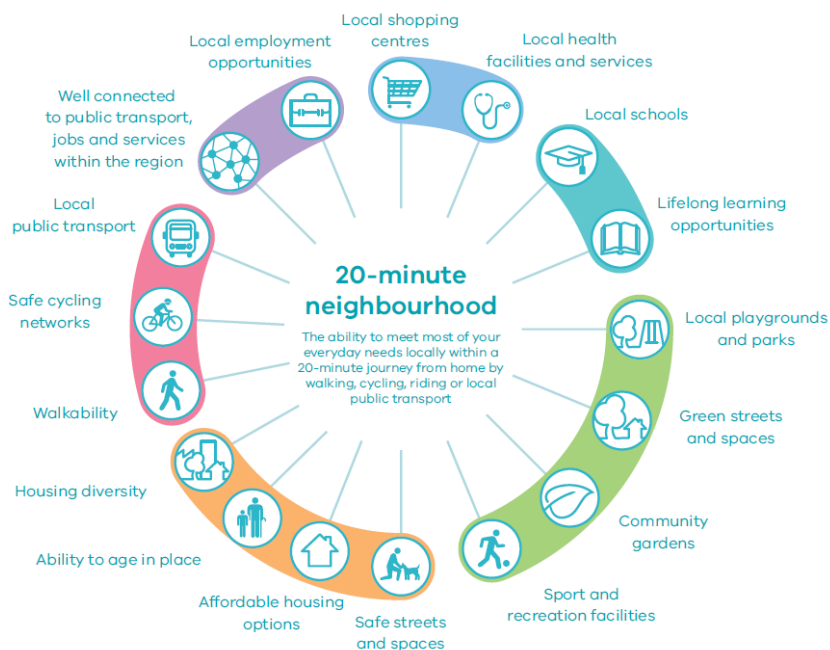 Local shopping
centres
Local health
facilities and services
Local schools
Lifelong learning
opportunities
Local playgrounds
and parks
Green streets
and spaces
Community
gardens
Sport and
recreation facilities
Safe streets
and spaces
Affordable housing
options
Ability to age in place
Housing diversity
Walkability
Safe cycling
networks
Local
public transport
Well connected
to public transport,
jobs and services
within the region
Local employment
opportunities
20-minute
neighbourhood
The ability to meet most of your
everyday needs locally within a
20-minute journey from home by
walking, cycling, riding or local
public transport